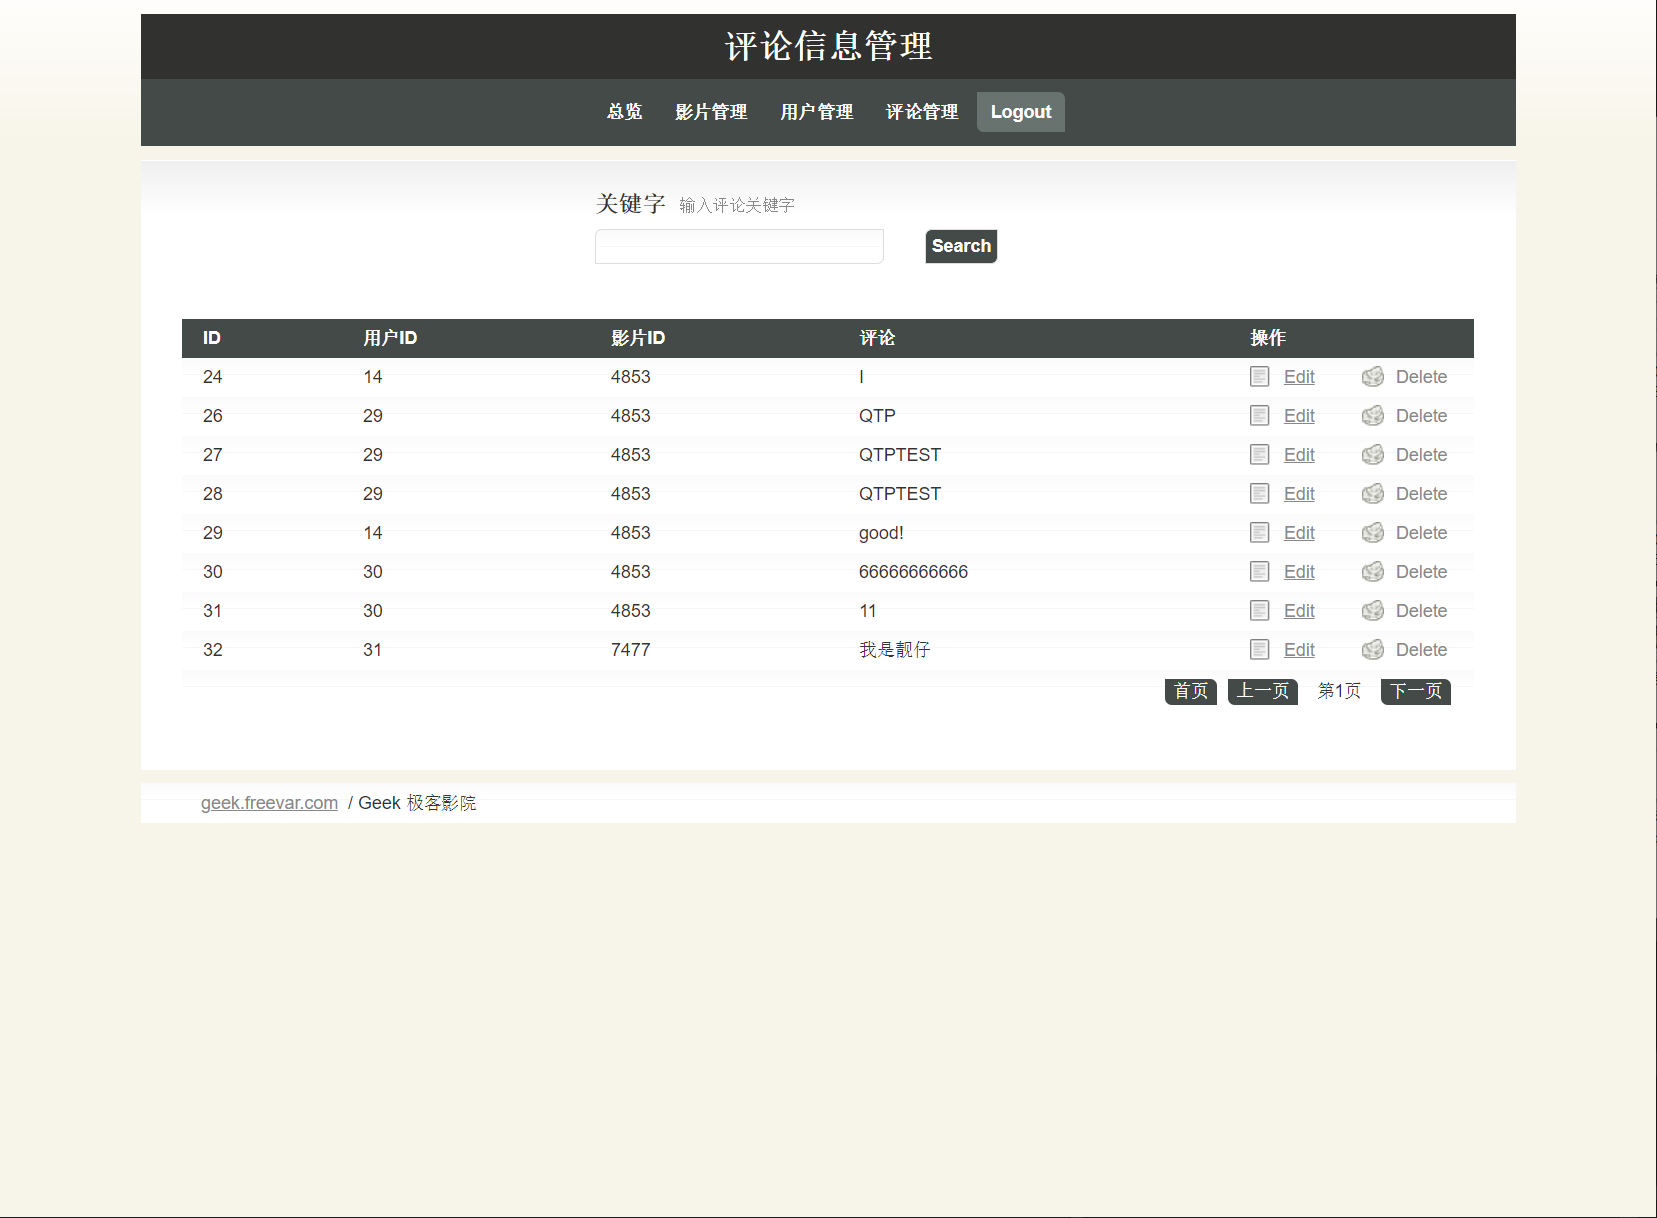 评论信息管理
总览 影片管理 用户管理 评论管理 Logout
关键字 输入评论关键字
Search
ID 用户ID 影片ID 评论 操作
24 14 4853 I Edit Delete
26 29 4853 QTP Edit Delete
27 29 4853 QTPTEST Edit Delete
28 29 4853 QTPTEST Edit Delete
29 14 4853 good! Edit Delete
30 30 4853 66666666666 Edit Delete
31 30 4853 11 Edit Delete
32 31 7477 我是靓仔 Edit Delete
首页 上一页 第1页 下一页
geek.freevar.com / Geek 极客影院